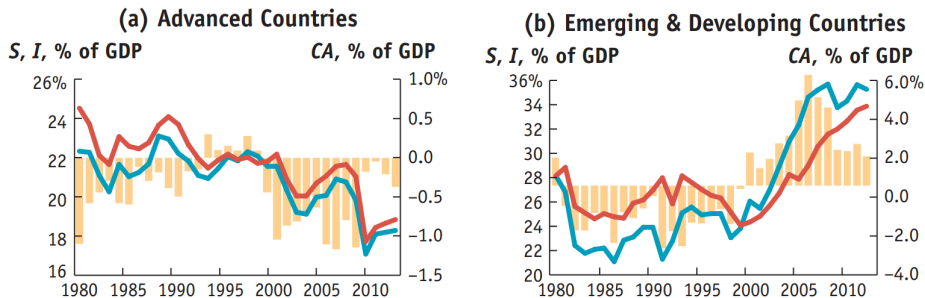 (a) Advanced Countries
S, I, % of GDP CA, % of GDP
26% 1.0%
24 0.5
22 0.0
20 −0.5
18 −1.0
16 −1.5
1980 1985 1990 1995 2000 2005 2010
(b) Emerging & Developing Countries
S, I, % of GDP CA, % of GDP
36% 6.0%
34 4.0
32
30 2.0
28 0.0
26
24 −2.0
22
20 −4.0
1980 1985 1990 1995 2000 2005 2010